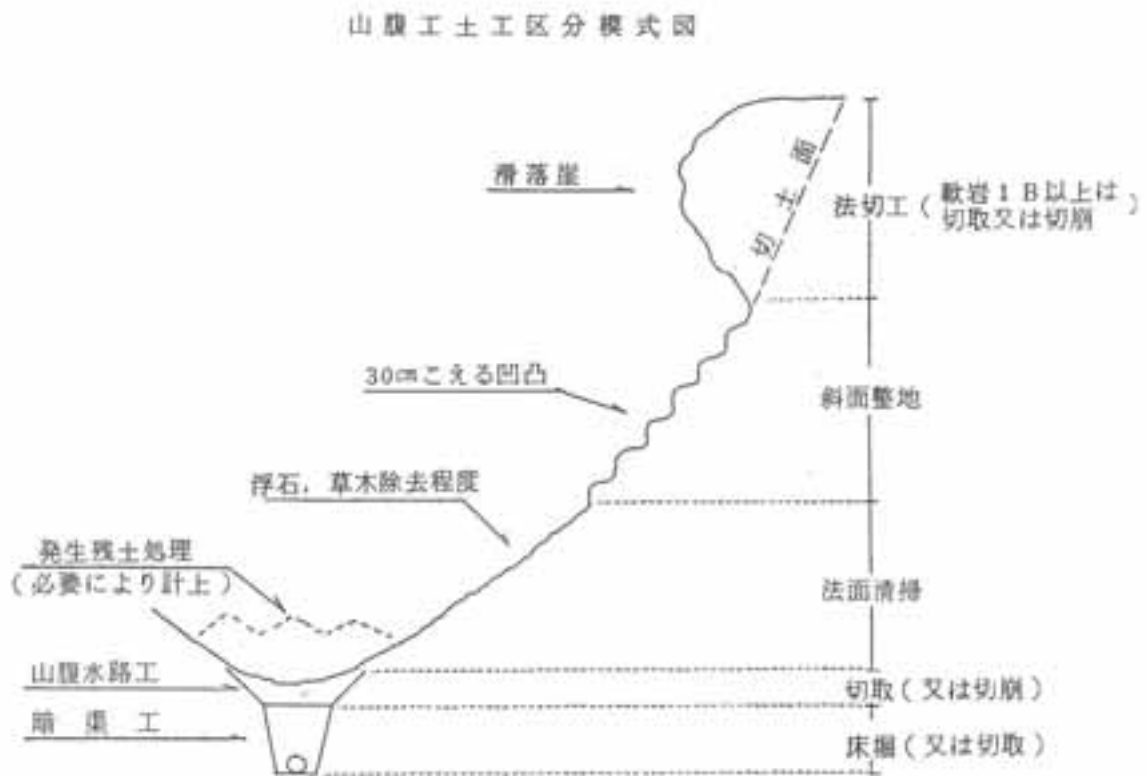 山腹工土工区分模式図
滑落崖
切土面
法切工（軟岩１Ｂ以上は
切取又は切崩）
30㎝こえる凹凸
斜面整地
浮石，草木除去程度
発生残土処理
（必要により計上）
法面清掃
山腹水路工
切取（又は切崩）
暗渠工
床堀（又は切取）